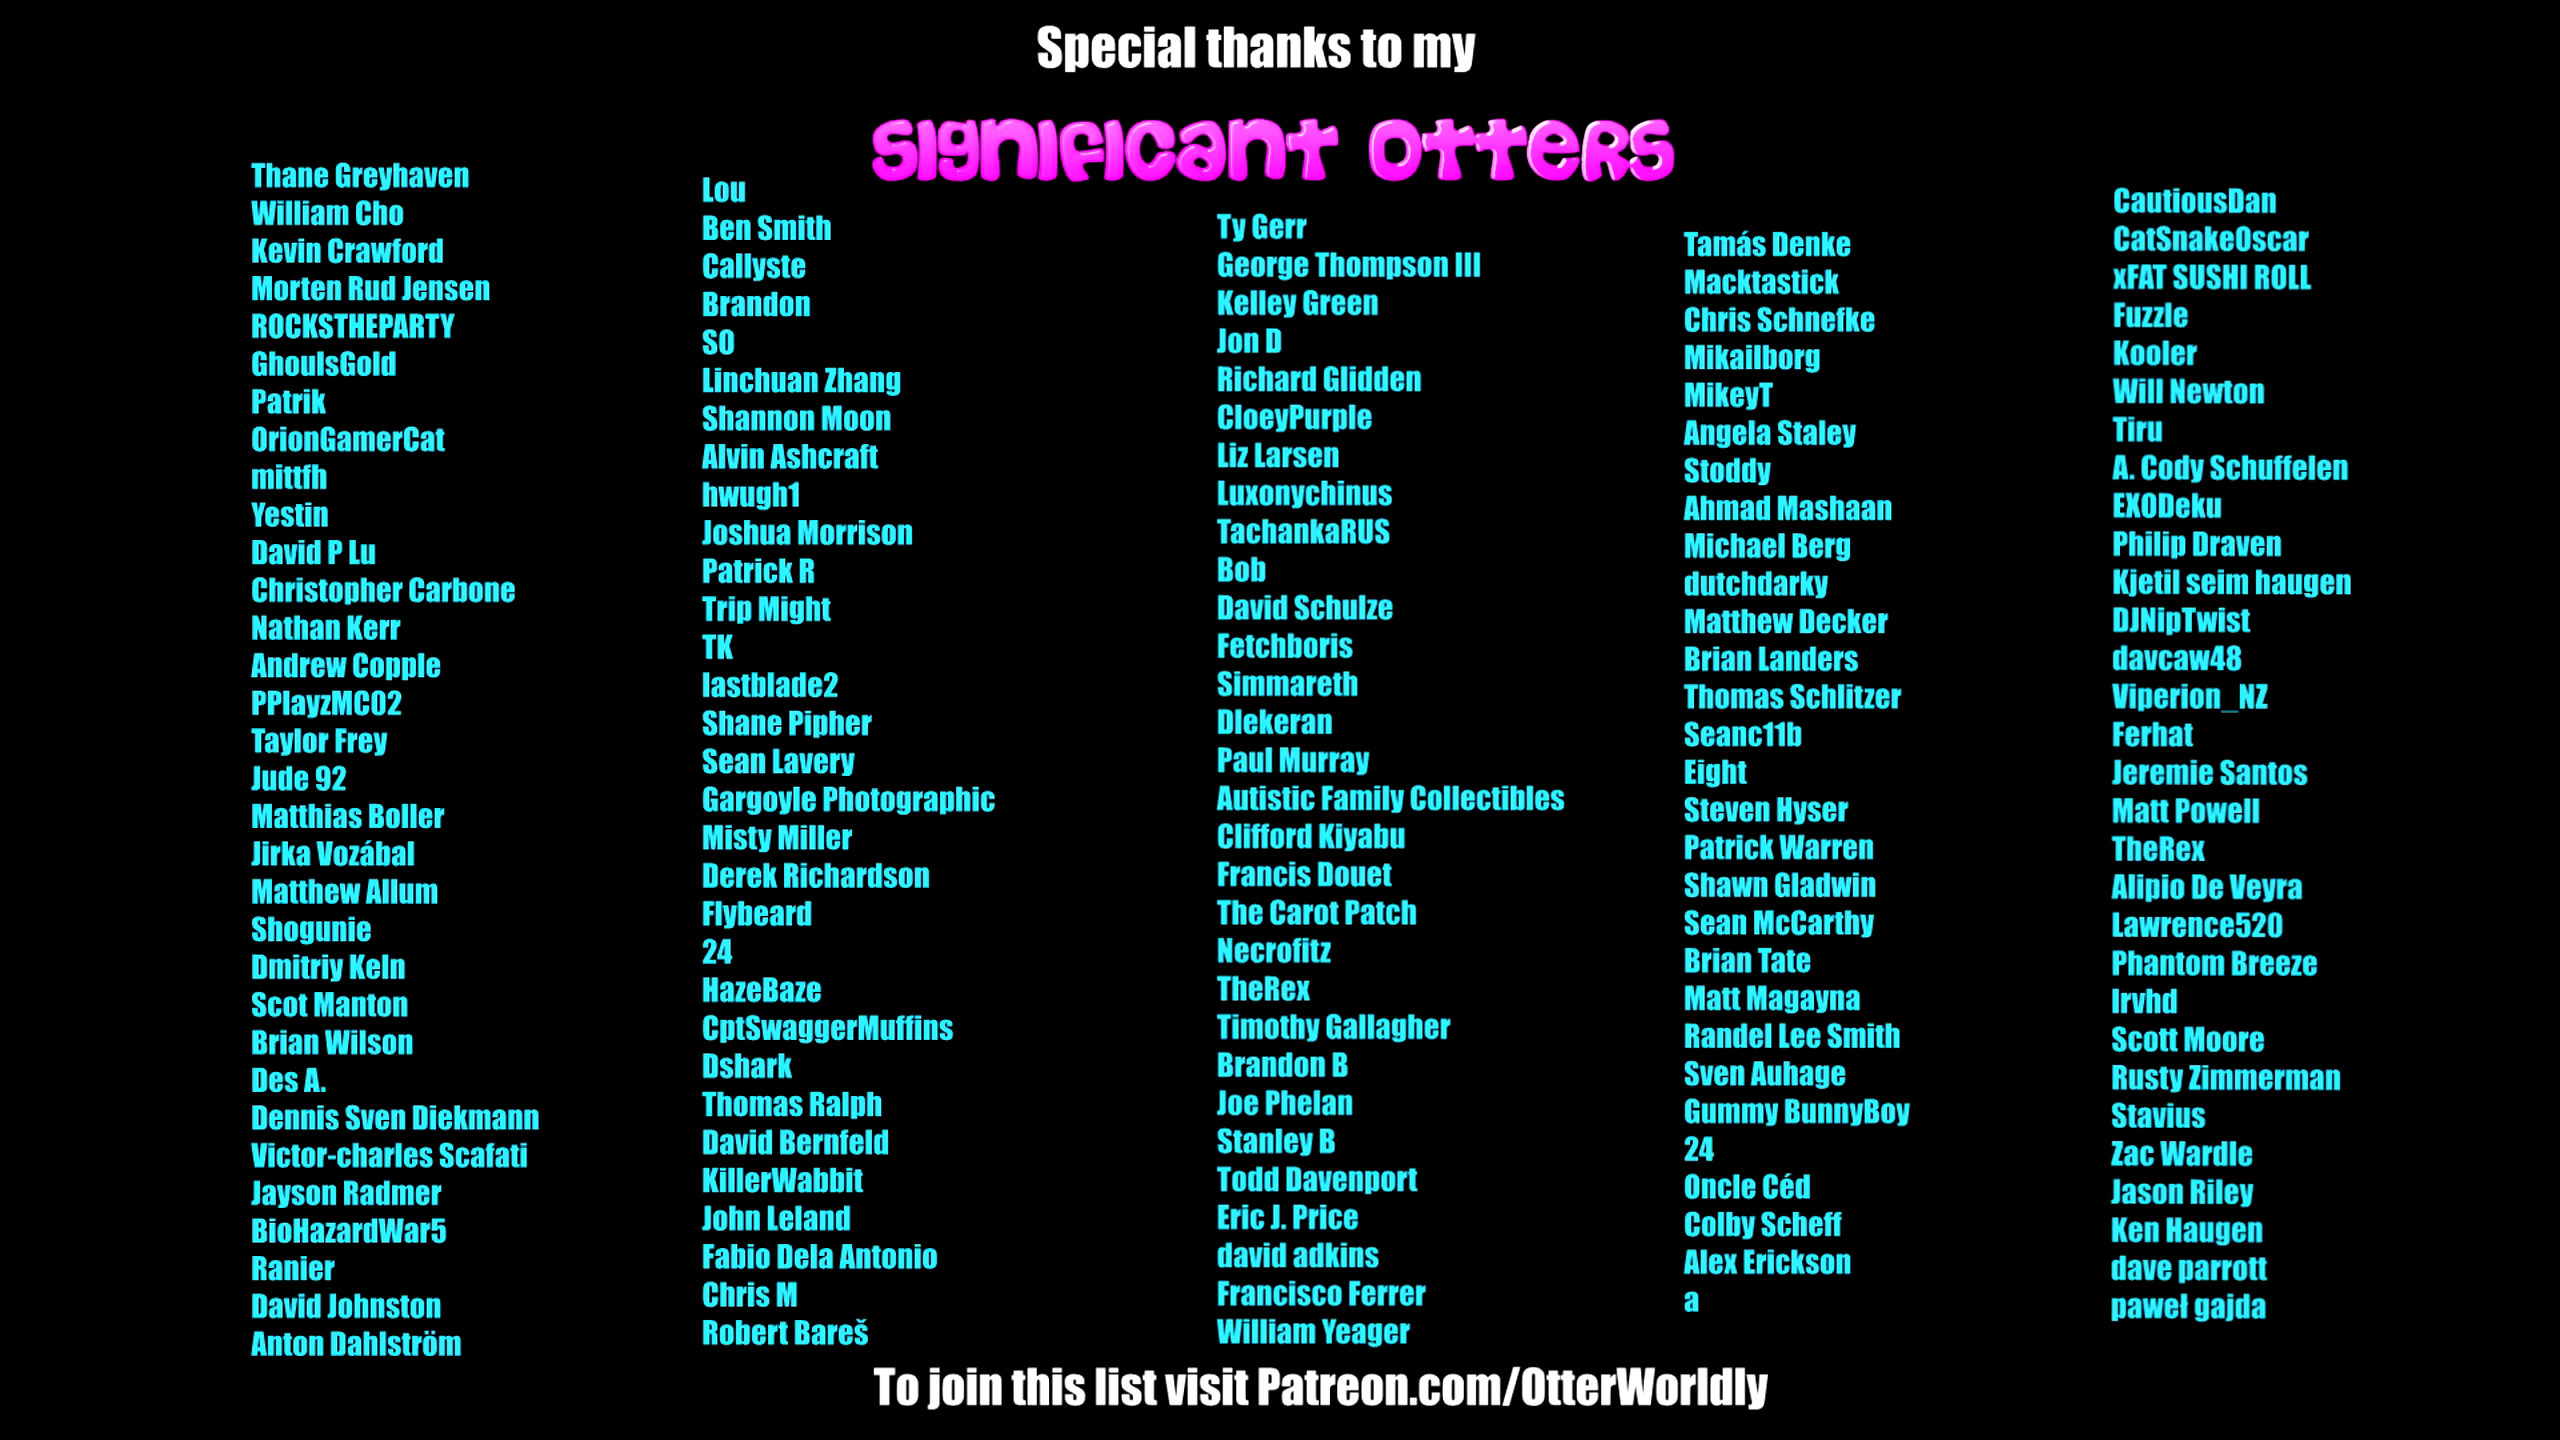 Special thanks to my
SIGNIFICANT OTTERS
Thane Greyhaven
William Cho
Kevin Crawford
Morten Rud Jensen
ROCKSTHEPARTY
GhoulsGold
Patrik
OrionGamerCat
mittfh
Yestin
David P Lu
Christopher Carbone
Nathan Kerr
Andrew Copple
PPlayzMC02
Taylor Frey
Jude 92
Matthias Boller
Jirka Vozábal
Matthew Allum
Shogunie
Dmitriy Keln
Scot Manton
Brian Wilson
Des A.
Dennis Sven Diekmann
Victor-charles Scafati
Jayson Radmer
BioHazardWar5
Ranier
David Johnston
Anton Dahlström
Lou
Ben Smith
Callyste
Brandon
SO
Linchuan Zhang
Shannon Moon
Alvin Ashcraft
hwugh1
Joshua Morrison
Patrick R
Trip Might
TK
lastblade2
Shane Pipher
Sean Lavery
Gargoyle Photographic
Misty Miller
Derek Richardson
Flybeard
24
HazeBaze
CptSwaggerMuffins
Dshark
Thomas Ralph
David Bernfeld
KillerWabbit
John Leland
Fabio Dela Antonio
Chris M
Robert Bareš
Ty Gerr
George Thompson III
Kelley Green
Jon D
Richard Glidden
CloeyPurple
Liz Larsen
Luxonychinus
TachankaRUS
Bob
David Schulze
Fetchboris
Simmareth
Dlekeran
Paul Murray
Autistic Family Collectibles
Clifford Kiyabu
Francis Douet
The Carot Patch
Necrofitz
TheRex
Timothy Gallagher
Brandon B
Joe Phelan
Stanley B
Todd Davenport
Eric J. Price
david adkins
Francisco Ferrer
William Yeager
Tamás Denke
Macktastick
Chris Schnefke
Mikailborg
MikeyT
Angela Staley
Stoddy
Ahmad Mashaan
Michael Berg
dutchdarky
Matthew Decker
Brian Landers
Thomas Schlitzer
Seanc11b
Eight
Steven Hyser
Patrick Warren
Shawn Gladwin
Sean McCarthy
Brian Tate
Matt Magayna
Randel Lee Smith
Sven Auhage
Gummy BunnyBoy
24
Oncle Céd
Colby Scheff
Alex Erickson
a
CautiousDan
CatSnakeOscar
xFAT SUSHI ROLL
Fuzzle
Kooler
Will Newton
Tiru
A. Cody Schuffelen
EXODeku
Philip Draven
Kjetil seim haugen
DJNipTwist
davcaw48
Viperion_NZ
Ferhat
Jeremie Santos
Matt Powell
TheRex
Alipio De Veyra
Lawrence520
Phantom Breeze
Irvhd
Scott Moore
Rusty Zimmerman
Stavius
Zac Wardle
Jason Riley
Ken Haugen
dave parrott
paweł gajda
To join this list visit Patreon.com/OtterWorldly